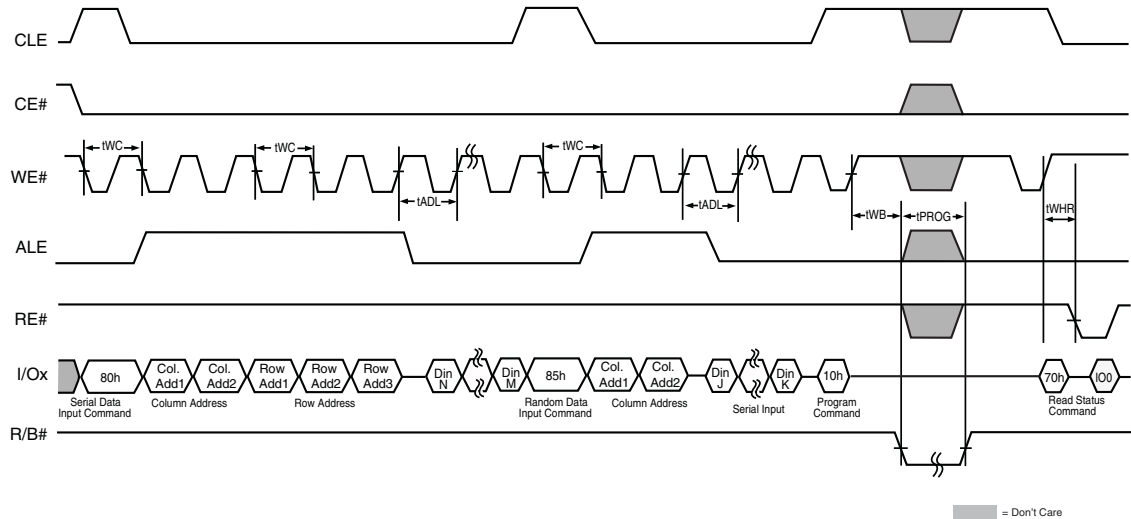 CLE
CE#
tWC
tWC
tWC
WE#
tADL
tADL
tWB
tPROG
tWHR
ALE
RE#
I/Ox
80h
Col. Add1
Col. Add2
Row Add1
Row Add2
Row Add3
Din N
Din M
85h
Col. Add1
Col. Add2
Din J
Din K
10h
70h
IO0
Serial Data Input Command
Column Address
Row Address
Random Data Input Command
Column Address
Serial Input
Program Command
Read Status Command
R/B#
= Don't Care